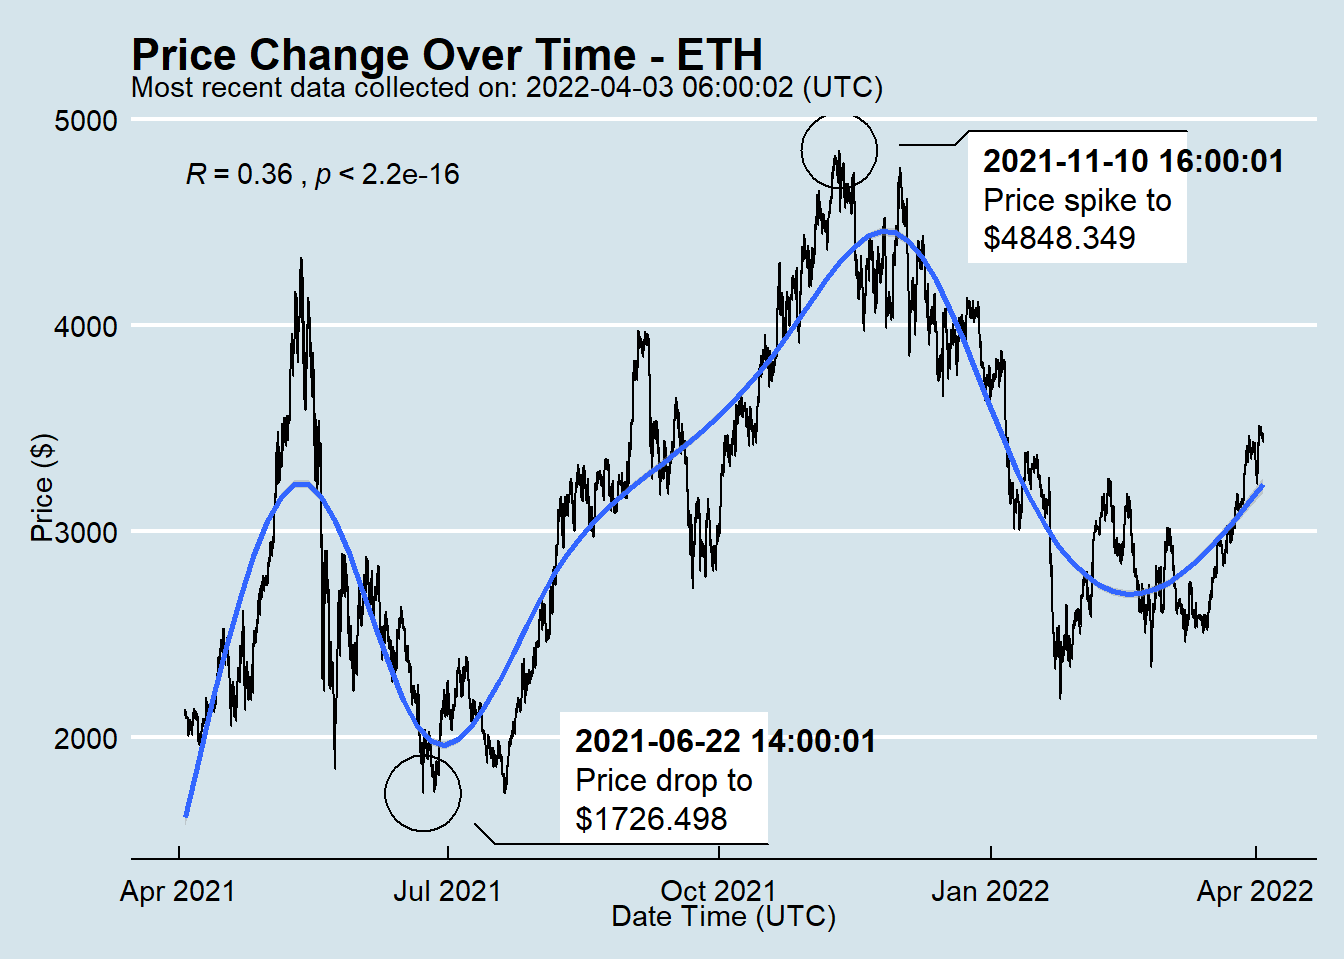 Price Change Over Time - ETH
Most recent data collected on: 2022-04-03 06:00:02 (UTC)
R = 0.36 , p < 2.2e-16
2021-11-10 16:00:01
Price spike to
$4848.349
2021-06-22 14:00:01
Price drop to
$1726.498
Price ($)
5000
4000
3000
2000
Apr 2021
Jul 2021
Oct 2021
Jan 2022
Apr 2022
Date Time (UTC)